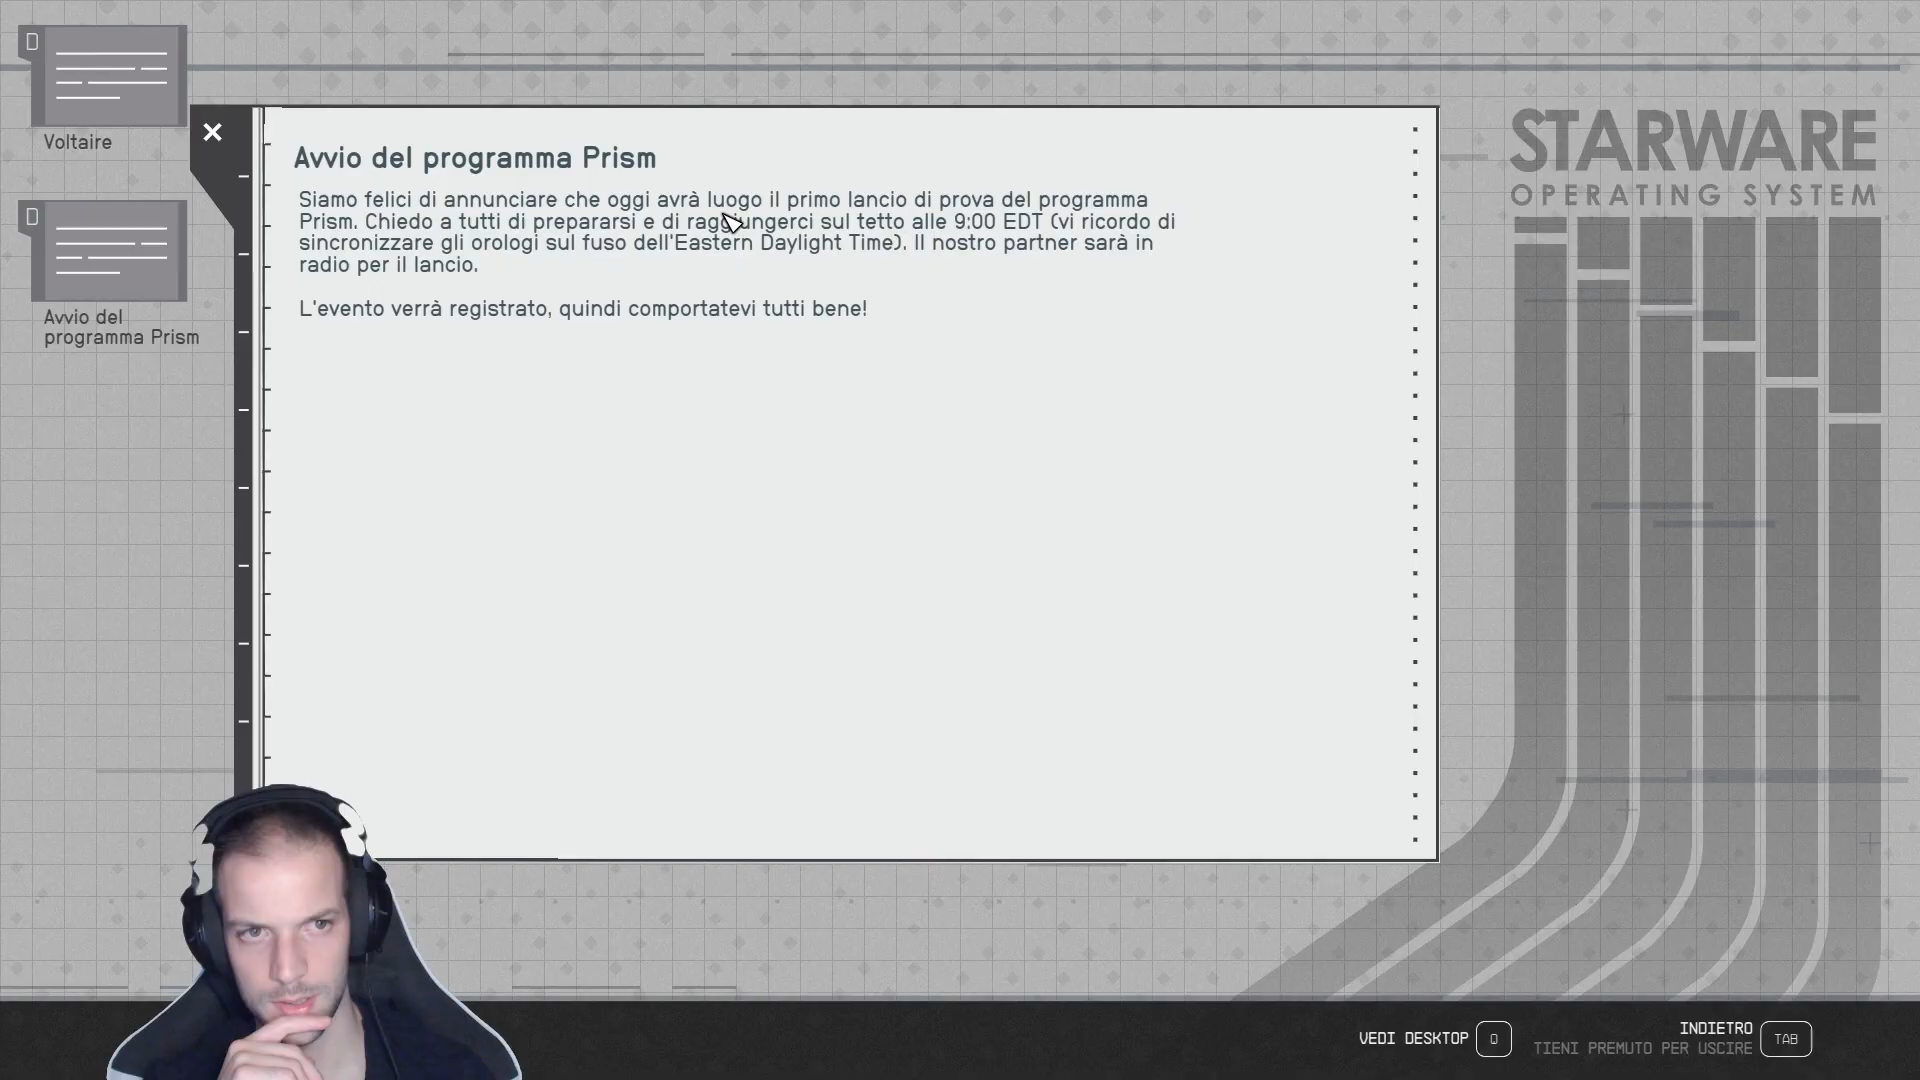 D
Voltaire
D
Avvio del
programma Prism
Avvio del programma Prism
Siamo felici di annunciare che oggi avrà luogo il primo lancio di prova del programma
Prism. Chiedo a tutti di prepararsi e di raggiungerci sul tetto alle 9:00 EDT (vi ricordo di
sincronizzare gli orologi sul fuso dell'Eastern Daylight Time). Il nostro partner sarà in
radio per il lancio.
L'evento verrà registrato, quindi comportatevi tutti bene!
STARWARE
OPERATING SYSTEM
VEDI DESKTOP Q
INDIETRO TAB
TIENI PREMUTO PER USCIRE